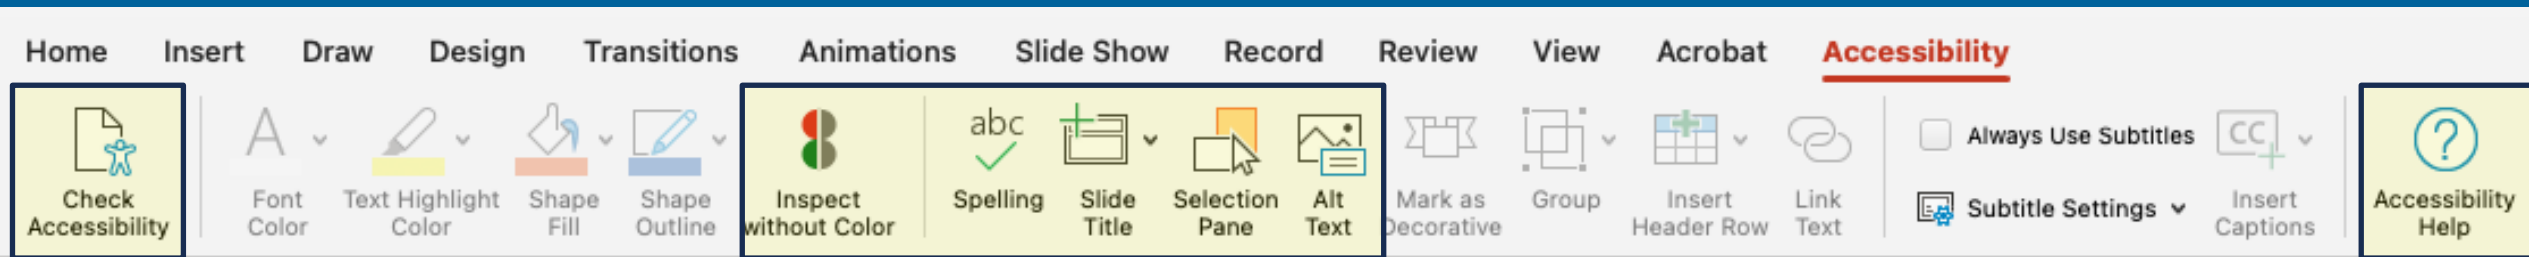 Home Insert Draw Design Transitions Animations Slide Show Record Review View Acrobat Accessibility
Check
Accessibility
A
Font
Color
Text Highlight
Color
Shape
Fill
Shape
Outline
Inspect
without Color
abc
Spelling
Slide
Title
Selection
Pane
Alt
Text
Mark as
Decorative
Group
Insert
Header Row
Link
Text
Always Use Subtitles
Subtitle Settings
CC
Insert
Captions
?
Accessibility
Help